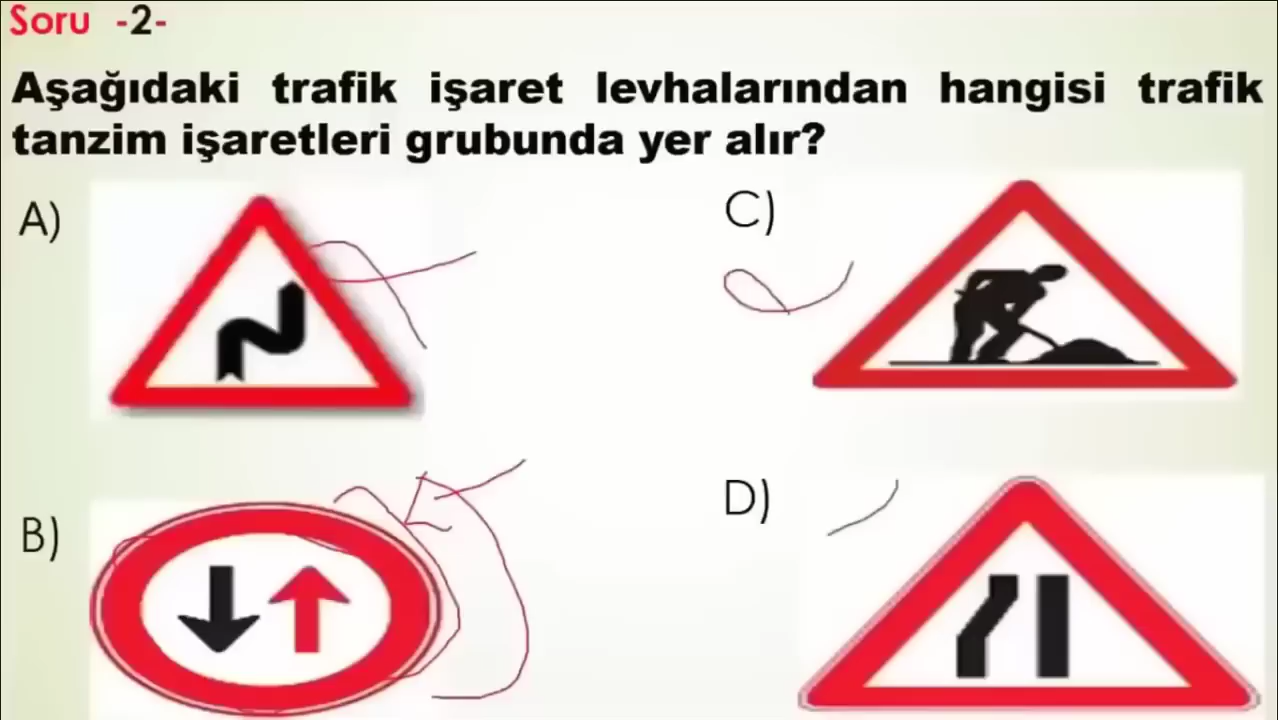 Soru -2-
Aşağıdaki trafik işaret levhalarından hangisi trafik
tanzim işaretleri grubunda yer alır?
A)
C)
B)
D)